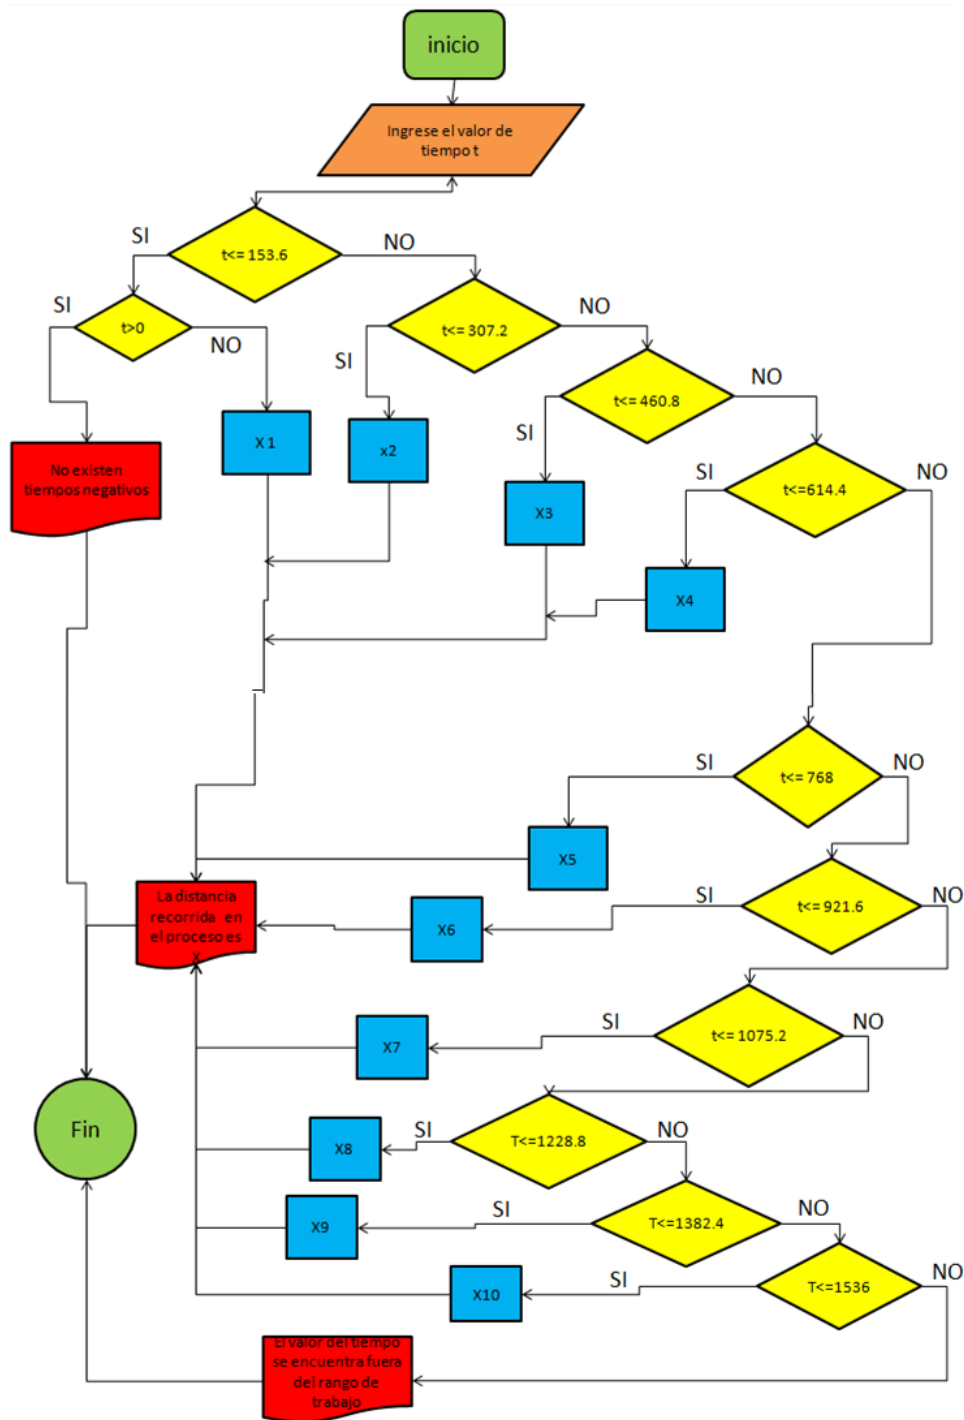 inicio
Ingrese el valor de
tiempo t
SI
t<= 153.6
NO
SI
t>0
NO
t<= 307.2
NO
SI
t<= 460.8
NO
SI
X 1
x2
No existen
tiempos negativos
SI
t<=614.4
NO
X3
X4
SI
t<= 768
NO
X5
La distancia
recorrida en
el proceso es
X
SI
t<= 921.6
NO
X6
SI
t<= 1075.2
NO
X7
Fin
SI
T<=1228.8
NO
X8
SI
T<=1382.4
NO
X9
SI
T<=1536
NO
X10
El valor del tiempo
se encuentra fuera
del rango de
trabajo